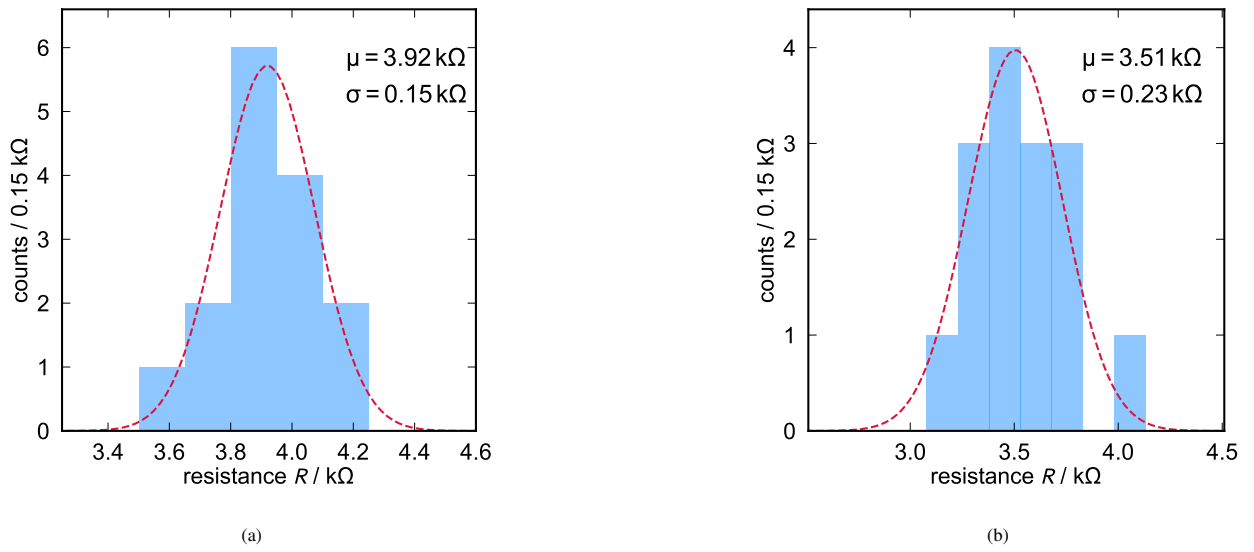 6
5
4
3
2
1
0
counts / 0.15 kΩ
μ = 3.92 kΩ
σ = 0.15 kΩ
3.4 3.6 3.8 4.0 4.2 4.4 4.6
resistance R / kΩ
(a)
4
3
2
1
0
counts / 0.15 kΩ
μ = 3.51 kΩ
σ = 0.23 kΩ
3.0 3.5 4.0 4.5
resistance R / kΩ
(b)